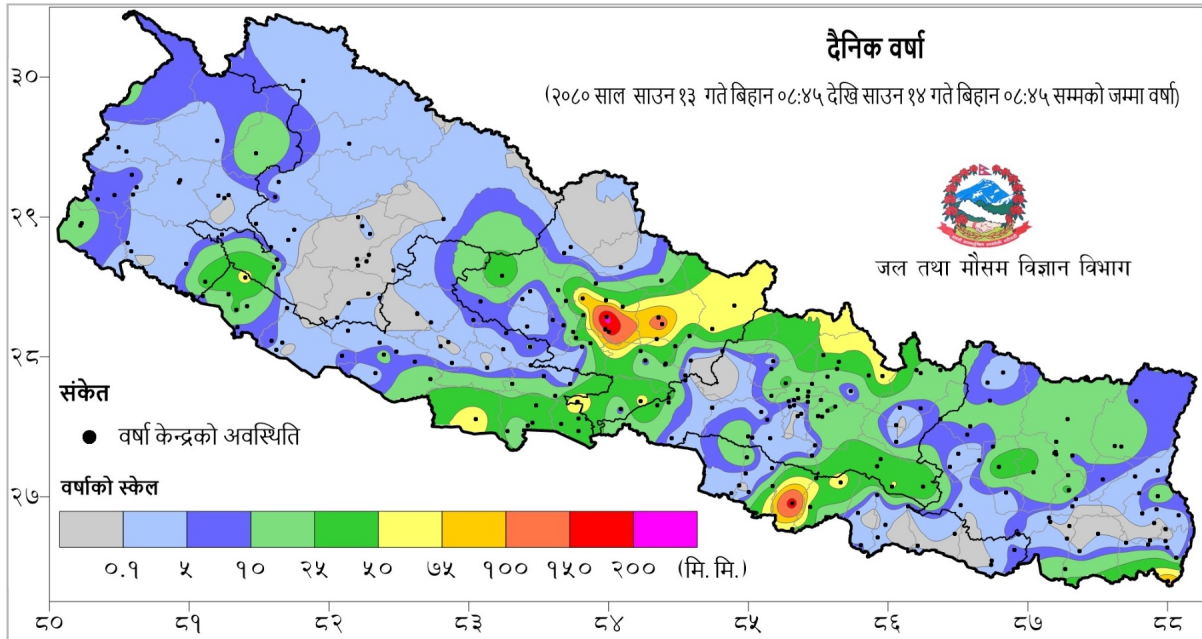 दैनिक वर्षा
(२०८० साल साउन १३ गते बिहान ०८:४५ देखि साउन १४ गते बिहान ०८:४५ सम्मको जम्मा वर्षा)
३०
२९
२८
२७
जल तथा मौसम विज्ञान विभाग
संकेत
वर्षा केन्द्रको अवस्थिति
वर्षाको स्केल
०.१ ५ १० २५ ५० ७५ १०० १५० २०० (मि.मि.)
८० ८१ ८२ ८३ ८४ ८५ ८६ ८७ ८८